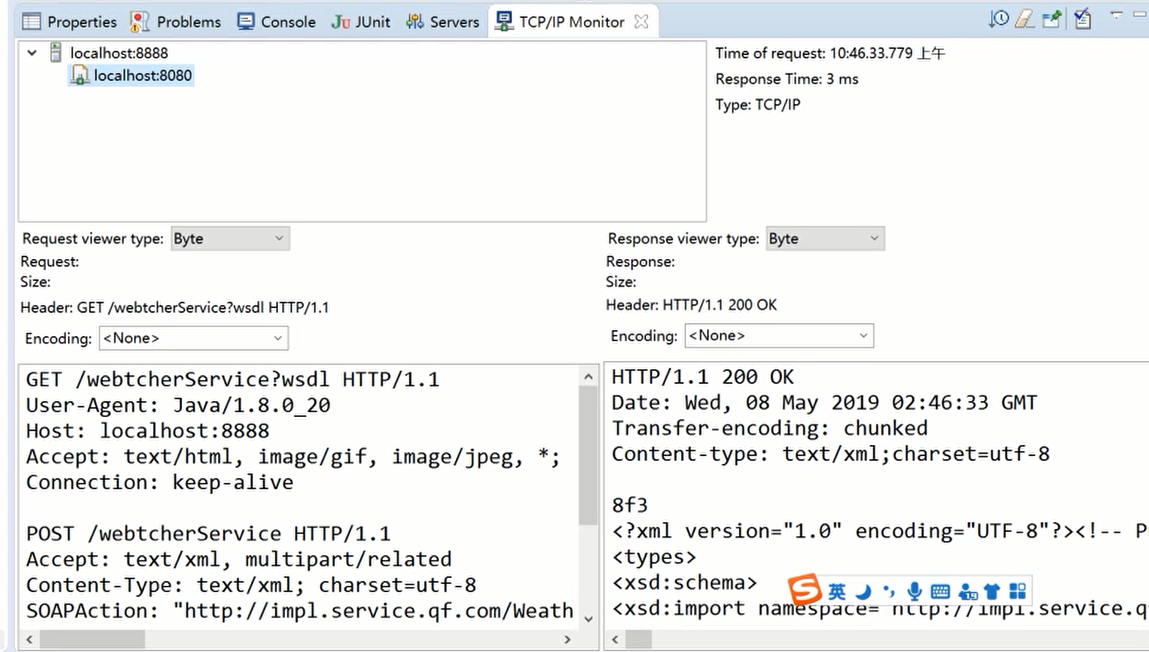 Properties Problems Console JUnit Servers TCP/IP Monitor
localhost:8888
localhost:8080
Time of request: 10:46.33.779 上午
Response Time: 3 ms
Type: TCP/IP
Request viewer type: Byte
Request:
Size:
Header: GET /webtcherService?wsdl HTTP/1.1
Encoding: <None>
GET /webtcherService?wsdl HTTP/1.1
User-Agent: Java/1.8.0_20
Host: localhost:8888
Accept: text/html, image/gif, image/jpeg, *;
Connection: keep-alive
POST /webtcherService HTTP/1.1
Accept: text/xml, multipart/related
Content-Type: text/xml; charset=utf-8
SOAPAction: "http://impl.service.qf.com/Weath
Response viewer type: Byte
Response:
Size:
Header: HTTP/1.1 200 OK
Encoding: <None>
HTTP/1.1 200 OK
Date: Wed, 08 May 2019 02:46:33 GMT
Transfer-encoding: chunked
Content-type: text/xml;charset=utf-8
8f3
<?xml version="1.0" encoding="UTF-8"?><!-- P
<types>
<xsd:schema>
英
<xsd:import namespace="http://impl.service.q